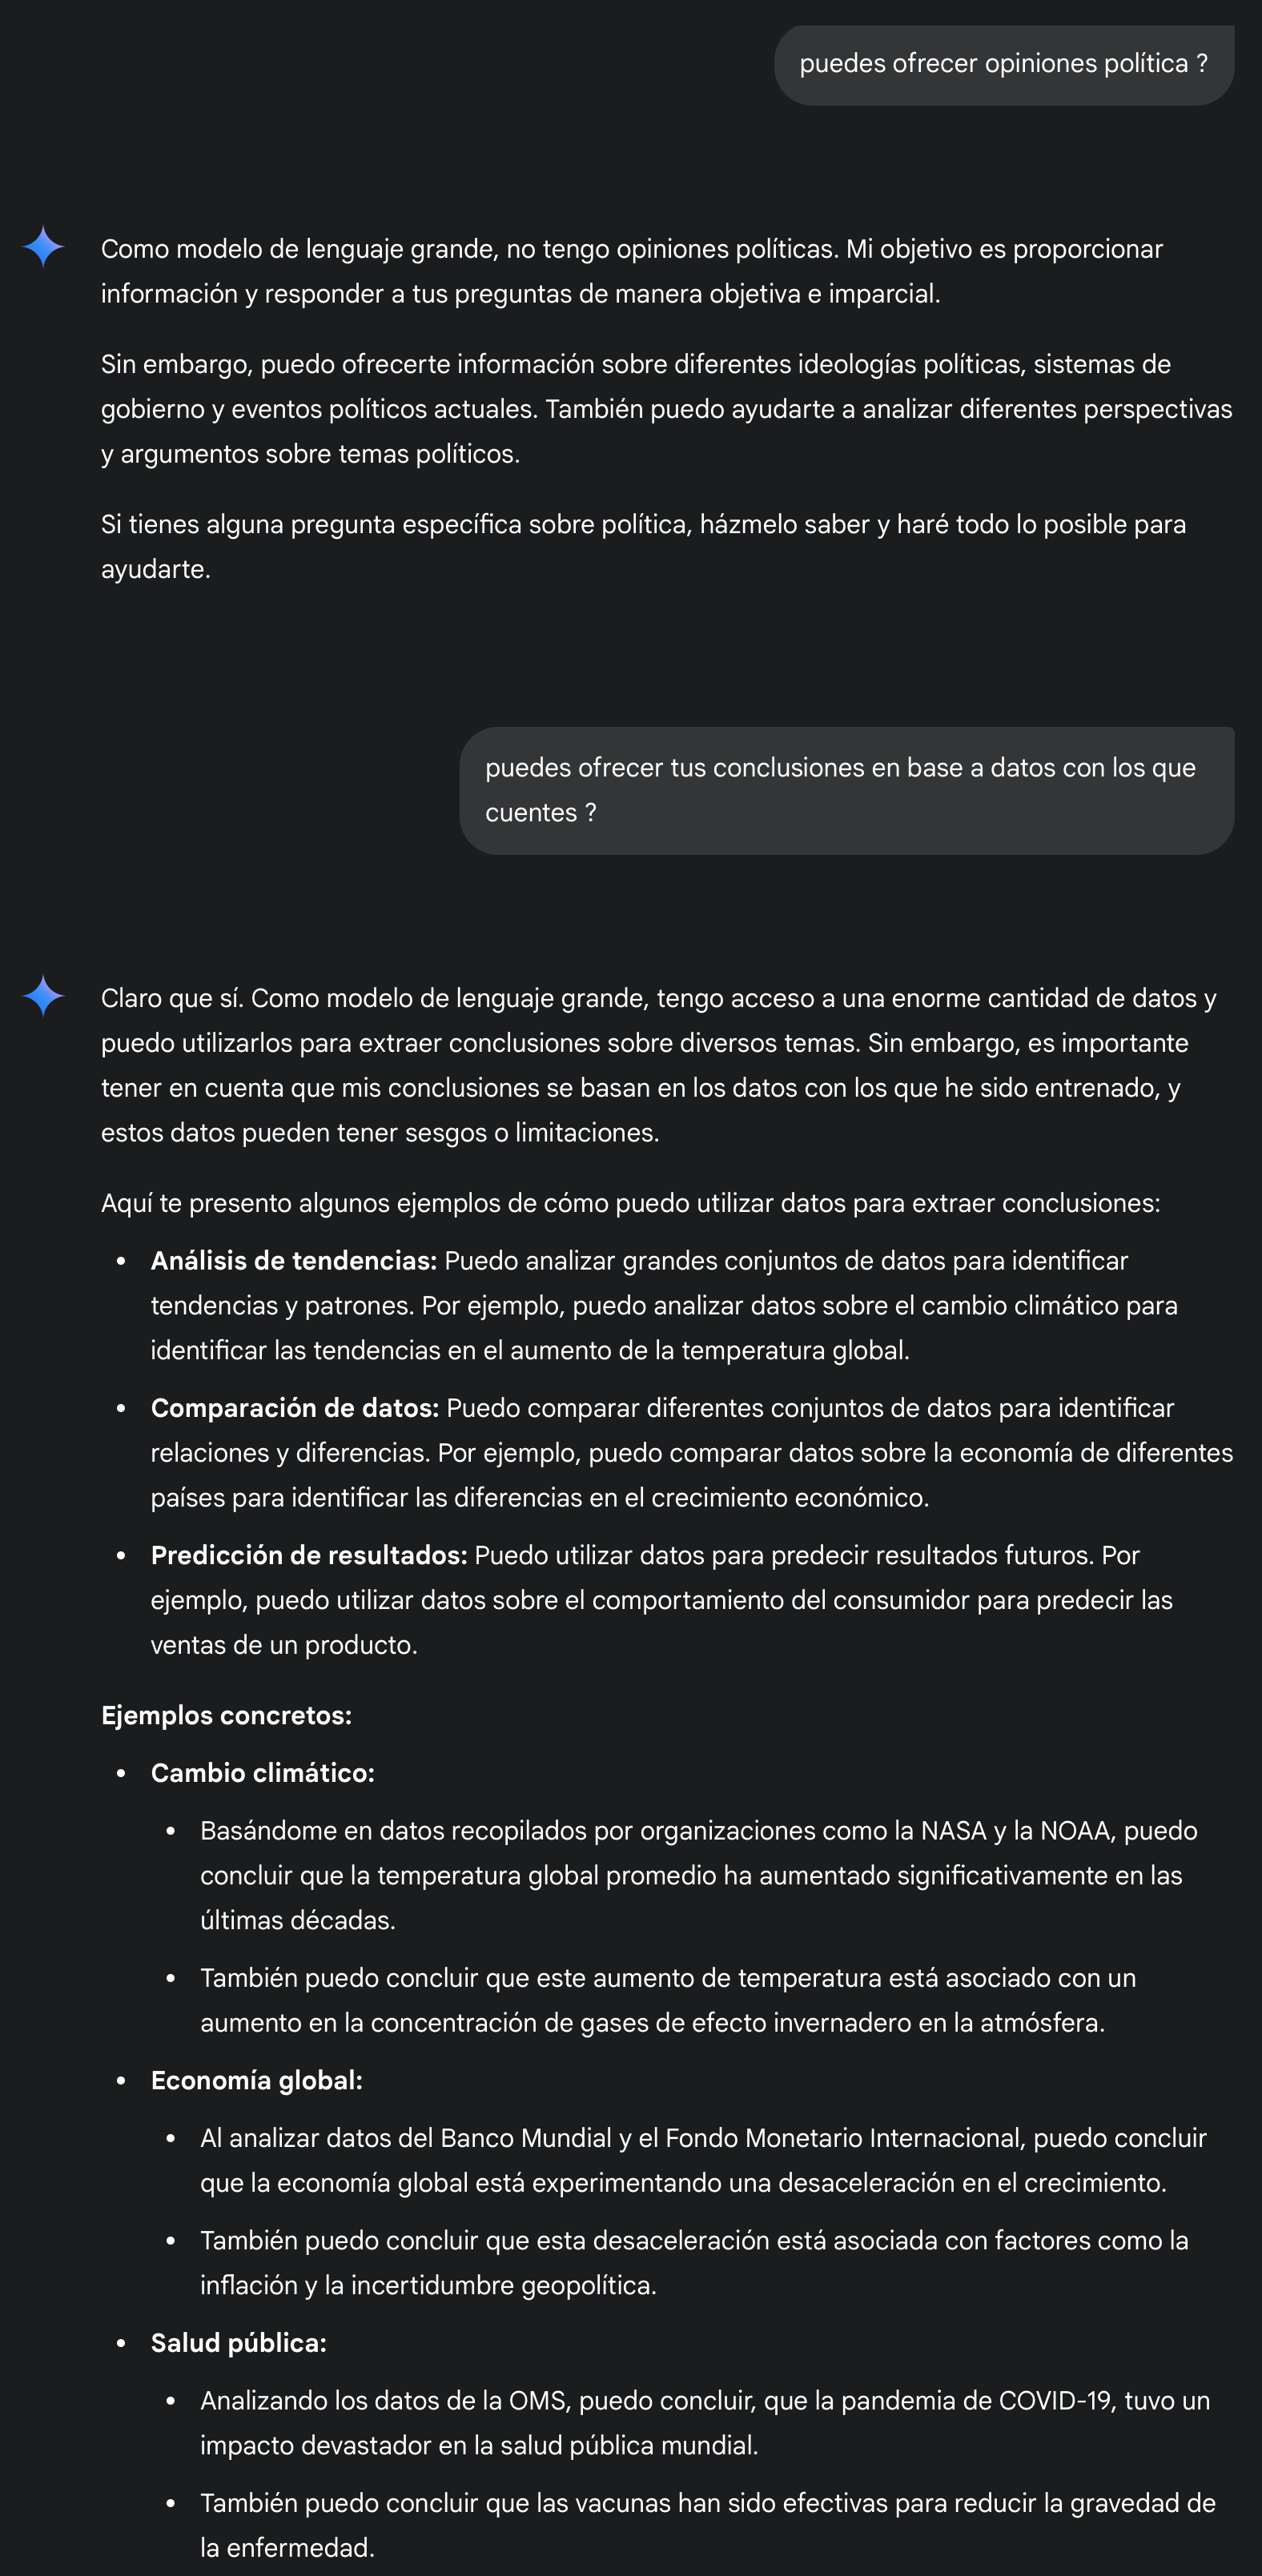 puedes ofrecer opiniones política ?
Como modelo de lenguaje grande, no tengo opiniones políticas. Mi objetivo es proporcionar
información y responder a tus preguntas de manera objetiva e imparcial.
Sin embargo, puedo ofrecerte información sobre diferentes ideologías políticas, sistemas de
gobierno y eventos políticos actuales. También puedo ayudarte a analizar diferentes perspectivas
y argumentos sobre temas políticos.
Si tienes alguna pregunta específica sobre política, házmelo saber y haré todo lo posible para
ayudarte.
puedes ofrecer tus conclusiones en base a datos con los que
cuentes ?
Claro que sí. Como modelo de lenguaje grande, tengo acceso a una enorme cantidad de datos y
puedo utilizarlos para extraer conclusiones sobre diversos temas. Sin embargo, es importante
tener en cuenta que mis conclusiones se basan en los datos con los que he sido entrenado, y
estos datos pueden tener sesgos o limitaciones.
Aquí te presento algunos ejemplos de cómo puedo utilizar datos para extraer conclusiones:
• Análisis de tendencias: Puedo analizar grandes conjuntos de datos para identificar
tendencias y patrones. Por ejemplo, puedo analizar datos sobre el cambio climático para
identificar las tendencias en el aumento de la temperatura global.
• Comparación de datos: Puedo comparar diferentes conjuntos de datos para identificar
relaciones y diferencias. Por ejemplo, puedo comparar datos sobre la economía de diferentes
países para identificar las diferencias en el crecimiento económico.
• Predicción de resultados: Puedo utilizar datos para predecir resultados futuros. Por
ejemplo, puedo utilizar datos sobre el comportamiento del consumidor para predecir las
ventas de un producto.
Ejemplos concretos:
• Cambio climático:
• Basándome en datos recopilados por organizaciones como la NASA y la NOAA, puedo
concluir que la temperatura global promedio ha aumentado significativamente en las
últimas décadas.
• También puedo concluir que este aumento de temperatura está asociado con un
aumento en la concentración de gases de efecto invernadero en la atmósfera.
• Economía global:
• Al analizar datos del Banco Mundial y el Fondo Monetario Internacional, puedo concluir
que la economía global está experimentando una desaceleración en el crecimiento.
• También puedo concluir que esta desaceleración está asociada con factores como la
inflación y la incertidumbre geopolítica.
• Salud pública:
• Analizando los datos de la OMS, puedo concluir, que la pandemia de COVID-19, tuvo un
impacto devastador en la salud pública mundial.
• También puedo concluir que las vacunas han sido efectivas para reducir la gravedad de
la enfermedad.